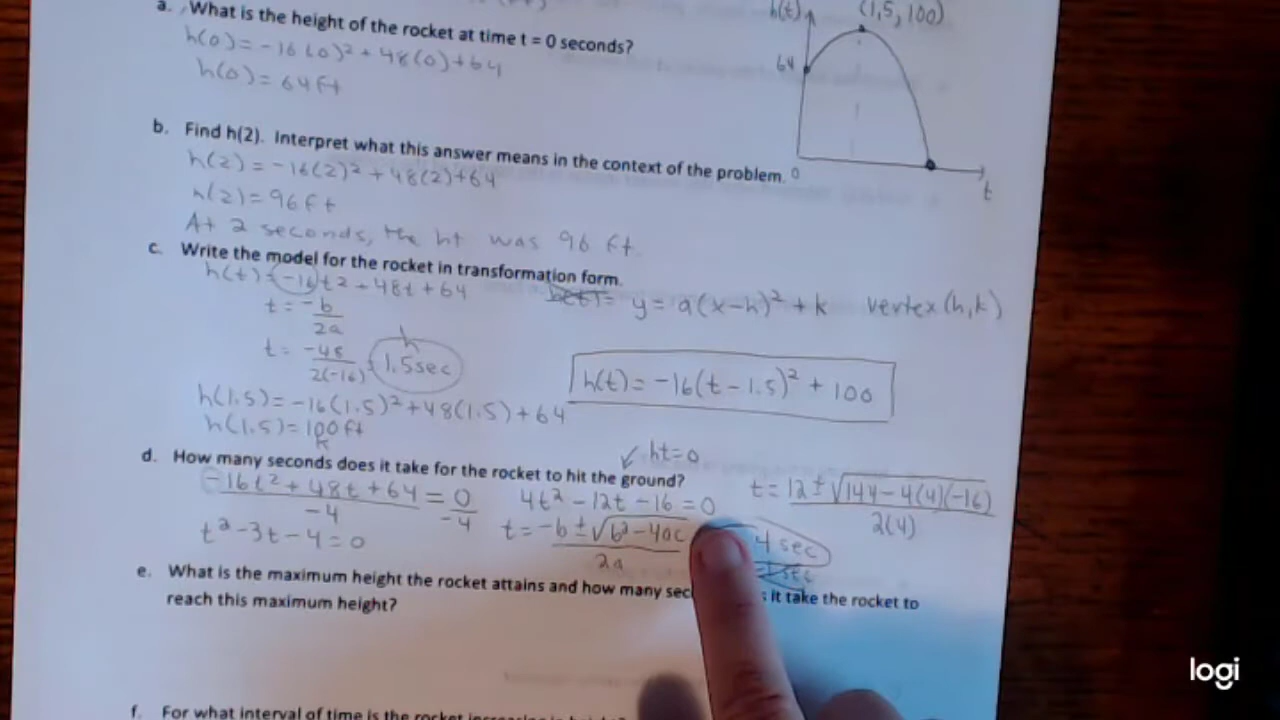 a. What is the height of the rocket at time t = 0 seconds?
h(0) = -16(0)² + 48(0) + 64
h(0) = 64 ft
h(t)
(1.5, 100)
64
0
t
b. Find h(2). Interpret what this answer means in the context of the problem.
h(2) = -16(2)² + 48(2) + 64
h(2) = 96 ft
At 2 seconds, the ht was 96 ft.
c. Write the model for the rocket in transformation form.
h(t) = -16t² + 48t + 64
h(t) = y = a(x-h)² + k vertex (h, k)
t = -b / 2a
h
t = -48 / 2(-16) = 1.5 sec
h(t) = -16(t - 1.5)² + 100
h(1.5) = -16(1.5)² + 48(1.5) + 64
h(1.5) = 100 ft
k
ht = 0
d. How many seconds does it take for the rocket to hit the ground?
-16t² + 48t + 64 / -4 = 0 / -4
t² - 3t - 4 = 0
4t² - 12t - 16 = 0
t = -b ± √b² - 4ac / 2a
t = 12 ± √144 - 4(4)(-16) / 2(4)
4 sec
e. What is the maximum height the rocket attains and how many sec it take the rocket to
reach this maximum height?
f. For what interval of time is the rocket
logi